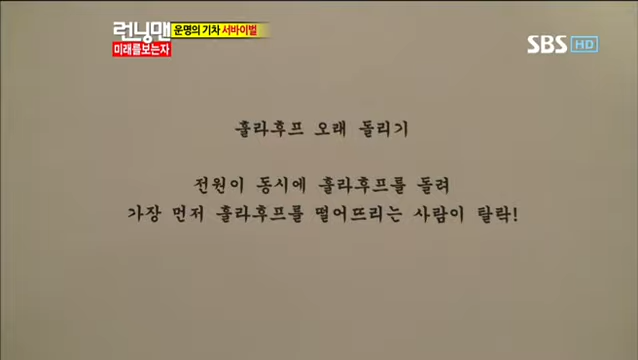 런닝맨 운명의 기차 서바이벌
미래를보는자
SBS HD
훌라후프 오래 돌리기
전원이 동시에 훌라후프를 돌려
가장 먼저 훌라후프를 떨어뜨리는 사람이 탈락!